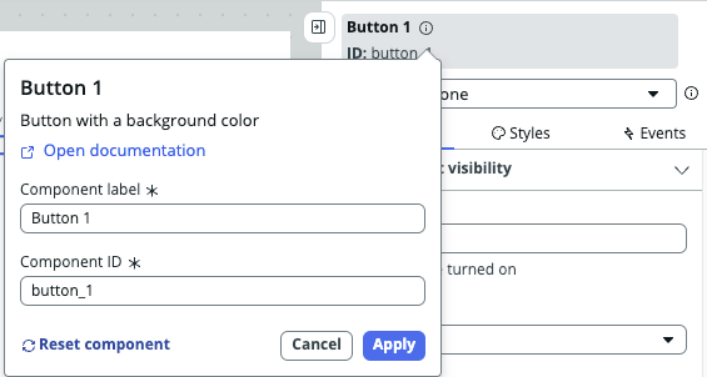 Button 1
ID: button_1
one
Styles
Events
visibility
turned on
Button 1
Button with a background color
Open documentation
Component label *
Button 1
Component ID *
button_1
Reset component
Cancel
Apply